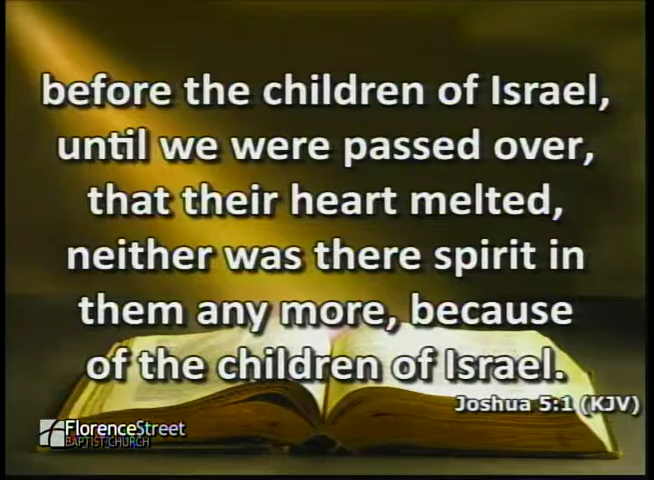 before the children of Israel,
until we were passed over,
that their heart melted,
neither was there spirit in
them any more, because
of the children of Israel.
Joshua 5:1 (KJV)
FlorenceStreet
BAPTIST CHURCH